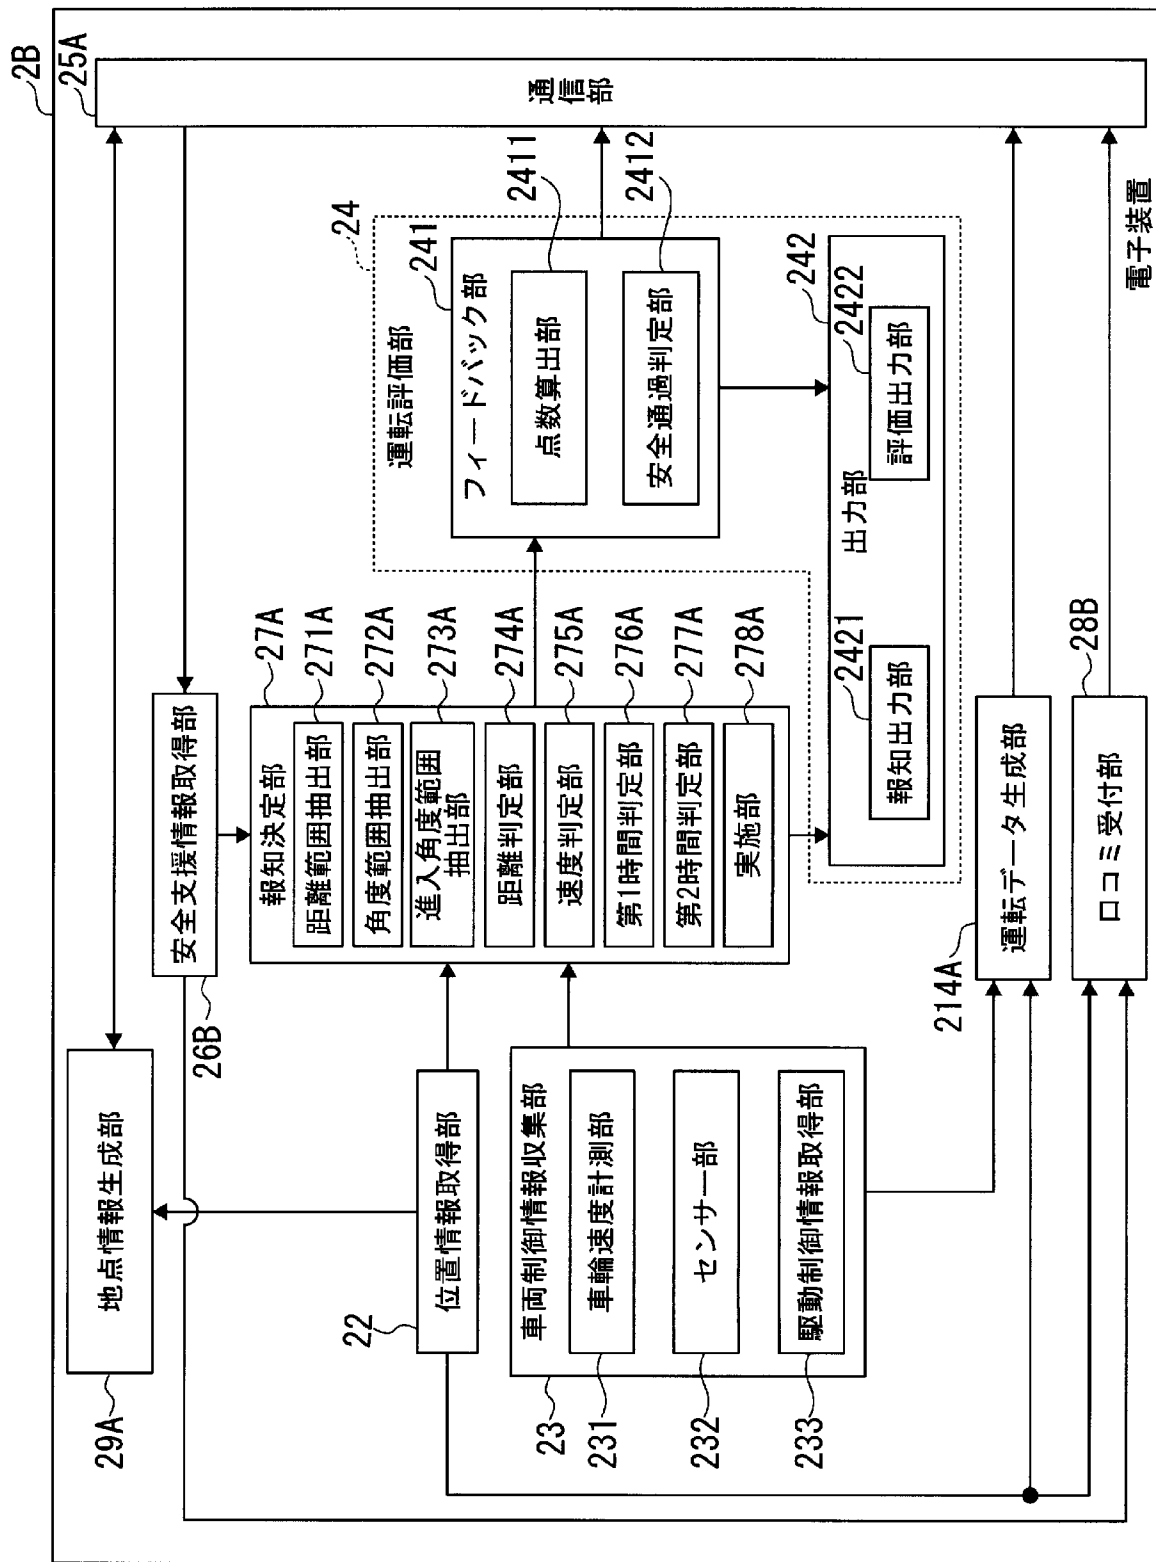 2B
25A
通信部
29A
地点情報生成部
26B
安全支援情報取得部
22
位置情報取得部
23
車両制御情報収集部
231
車輪速度計測部
232
センサー部
233
駆動制御情報取得部
27A
報知決定部
271A
距離範囲抽出部
272A
角度範囲抽出部
273A
進入角度範囲
抽出部
274A
距離判定部
275A
速度判定部
276A
第1時間判定部
277A
第2時間判定部
278A
実施部
24
運転評価部
241
フィードバック部
2411
点数算出部
2412
安全通過判定部
242
出力部
2421
報知出力部
2422
評価出力部
214A
運転データ生成部
28B
口コミ受付部
電子装置